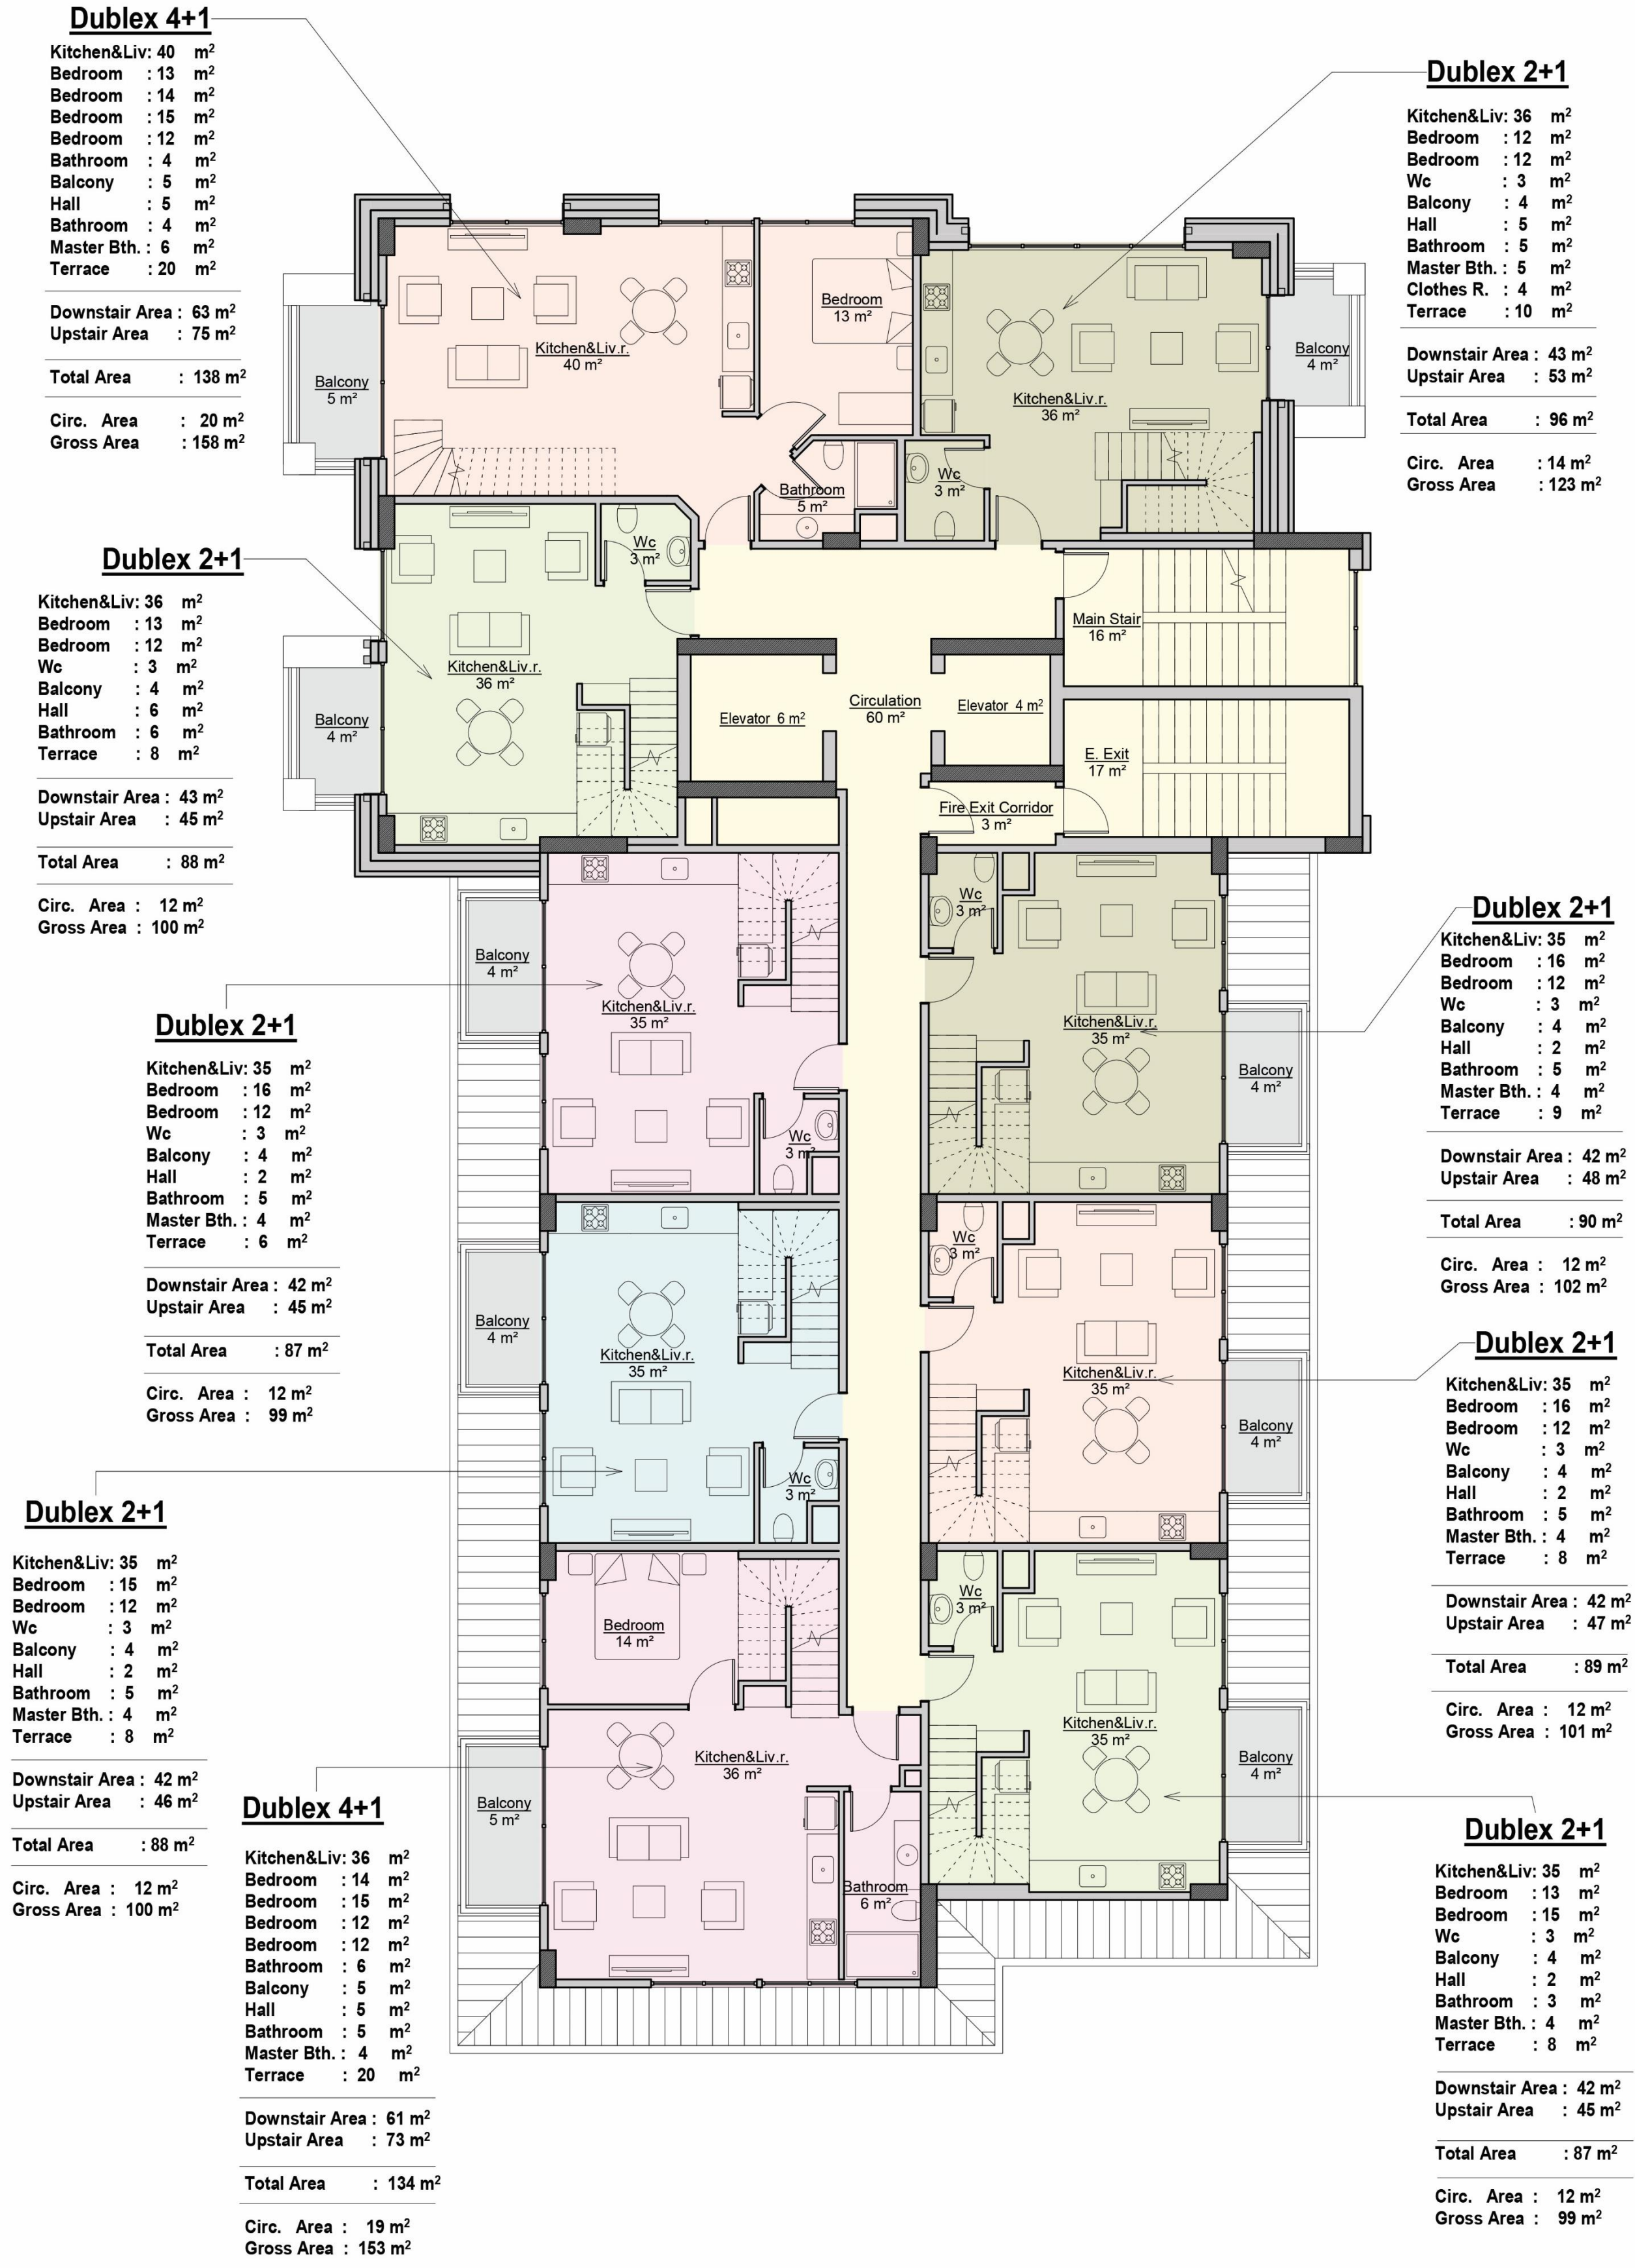 Dublex 4+1
Kitchen&Liv: 40 m²
Bedroom : 13 m²
Bedroom : 14 m²
Bedroom : 15 m²
Bedroom : 12 m²
Bathroom : 4 m²
Balcony : 5 m²
Hall : 5 m²
Bathroom : 4 m²
Master Bth. : 6 m²
Terrace : 20 m²
Downstair Area : 63 m²
Upstair Area : 75 m²
Total Area : 138 m²
Circ. Area : 20 m²
Gross Area : 158 m²
Dublex 2+1
Kitchen&Liv: 36 m²
Bedroom : 12 m²
Bedroom : 12 m²
Wc : 3 m²
Balcony : 4 m²
Hall : 5 m²
Bathroom : 5 m²
Master Bth. : 5 m²
Clothes R. : 4 m²
Terrace : 10 m²
Downstair Area : 43 m²
Upstair Area : 53 m²
Total Area : 96 m²
Circ. Area : 14 m²
Gross Area : 123 m²
Dublex 2+1
Kitchen&Liv: 36 m²
Bedroom : 13 m²
Bedroom : 12 m²
Wc : 3 m²
Balcony : 4 m²
Hall : 6 m²
Bathroom : 6 m²
Terrace : 8 m²
Downstair Area : 43 m²
Upstair Area : 45 m²
Total Area : 88 m²
Circ. Area : 12 m²
Gross Area : 100 m²
Dublex 2+1
Kitchen&Liv: 35 m²
Bedroom : 16 m²
Bedroom : 12 m²
Wc : 3 m²
Balcony : 4 m²
Hall : 2 m²
Bathroom : 5 m²
Master Bth. : 4 m²
Terrace : 6 m²
Downstair Area : 42 m²
Upstair Area : 45 m²
Total Area : 87 m²
Circ. Area : 12 m²
Gross Area : 99 m²
Dublex 2+1
Kitchen&Liv: 35 m²
Bedroom : 15 m²
Bedroom : 12 m²
Wc : 3 m²
Balcony : 4 m²
Hall : 2 m²
Bathroom : 5 m²
Master Bth. : 4 m²
Terrace : 8 m²
Downstair Area : 42 m²
Upstair Area : 46 m²
Total Area : 88 m²
Circ. Area : 12 m²
Gross Area : 100 m²
Dublex 4+1
Kitchen&Liv: 36 m²
Bedroom : 14 m²
Bedroom : 15 m²
Bedroom : 12 m²
Bedroom : 12 m²
Bathroom : 6 m²
Balcony : 5 m²
Hall : 5 m²
Bathroom : 5 m²
Master Bth. : 4 m²
Terrace : 20 m²
Downstair Area : 61 m²
Upstair Area : 73 m²
Total Area : 134 m²
Circ. Area : 19 m²
Gross Area : 153 m²
Dublex 2+1
Kitchen&Liv: 35 m²
Bedroom : 16 m²
Bedroom : 12 m²
Wc : 3 m²
Balcony : 4 m²
Hall : 2 m²
Bathroom : 5 m²
Master Bth. : 4 m²
Terrace : 9 m²
Downstair Area : 42 m²
Upstair Area : 48 m²
Total Area : 90 m²
Circ. Area : 12 m²
Gross Area : 102 m²
Dublex 2+1
Kitchen&Liv: 35 m²
Bedroom : 16 m²
Bedroom : 12 m²
Wc : 3 m²
Balcony : 4 m²
Hall : 2 m²
Bathroom : 5 m²
Master Bth. : 4 m²
Terrace : 8 m²
Downstair Area : 42 m²
Upstair Area : 47 m²
Total Area : 89 m²
Circ. Area : 12 m²
Gross Area : 101 m²
Dublex 2+1
Kitchen&Liv: 35 m²
Bedroom : 13 m²
Bedroom : 15 m²
Wc : 3 m²
Balcony : 4 m²
Hall : 2 m²
Bathroom : 3 m²
Master Bth. : 4 m²
Terrace : 8 m²
Downstair Area : 42 m²
Upstair Area : 45 m²
Total Area : 87 m²
Circ. Area : 12 m²
Gross Area : 99 m²
Bedroom
13 m²
Kitchen&Liv.r.
40 m²
Balcony
5 m²
Balcony
4 m²
Kitchen&Liv.r.
36 m²
Wc
3 m²
Bathroom
5 m²
Wc
3 m²
Main Stair
16 m²
Kitchen&Liv.r.
36 m²
Balcony
4 m²
Elevator 6 m²
Circulation
60 m²
Elevator 4 m²
E. Exit
17 m²
Fire Exit Corridor
3 m²
Wc
3 m²
Balcony
4 m²
Kitchen&Liv.r.
35 m²
Kitchen&Liv.r.
35 m²
Balcony
4 m²
Wc
3 m²
Wc
3 m²
Balcony
4 m²
Kitchen&Liv.r.
35 m²
Kitchen&Liv.r.
35 m²
Balcony
4 m²
Wc
3 m²
Wc
3 m²
Bedroom
14 m²
Kitchen&Liv.r.
35 m²
Kitchen&Liv.r.
36 m²
Balcony
4 m²
Balcony
5 m²
Bathroom
6 m²